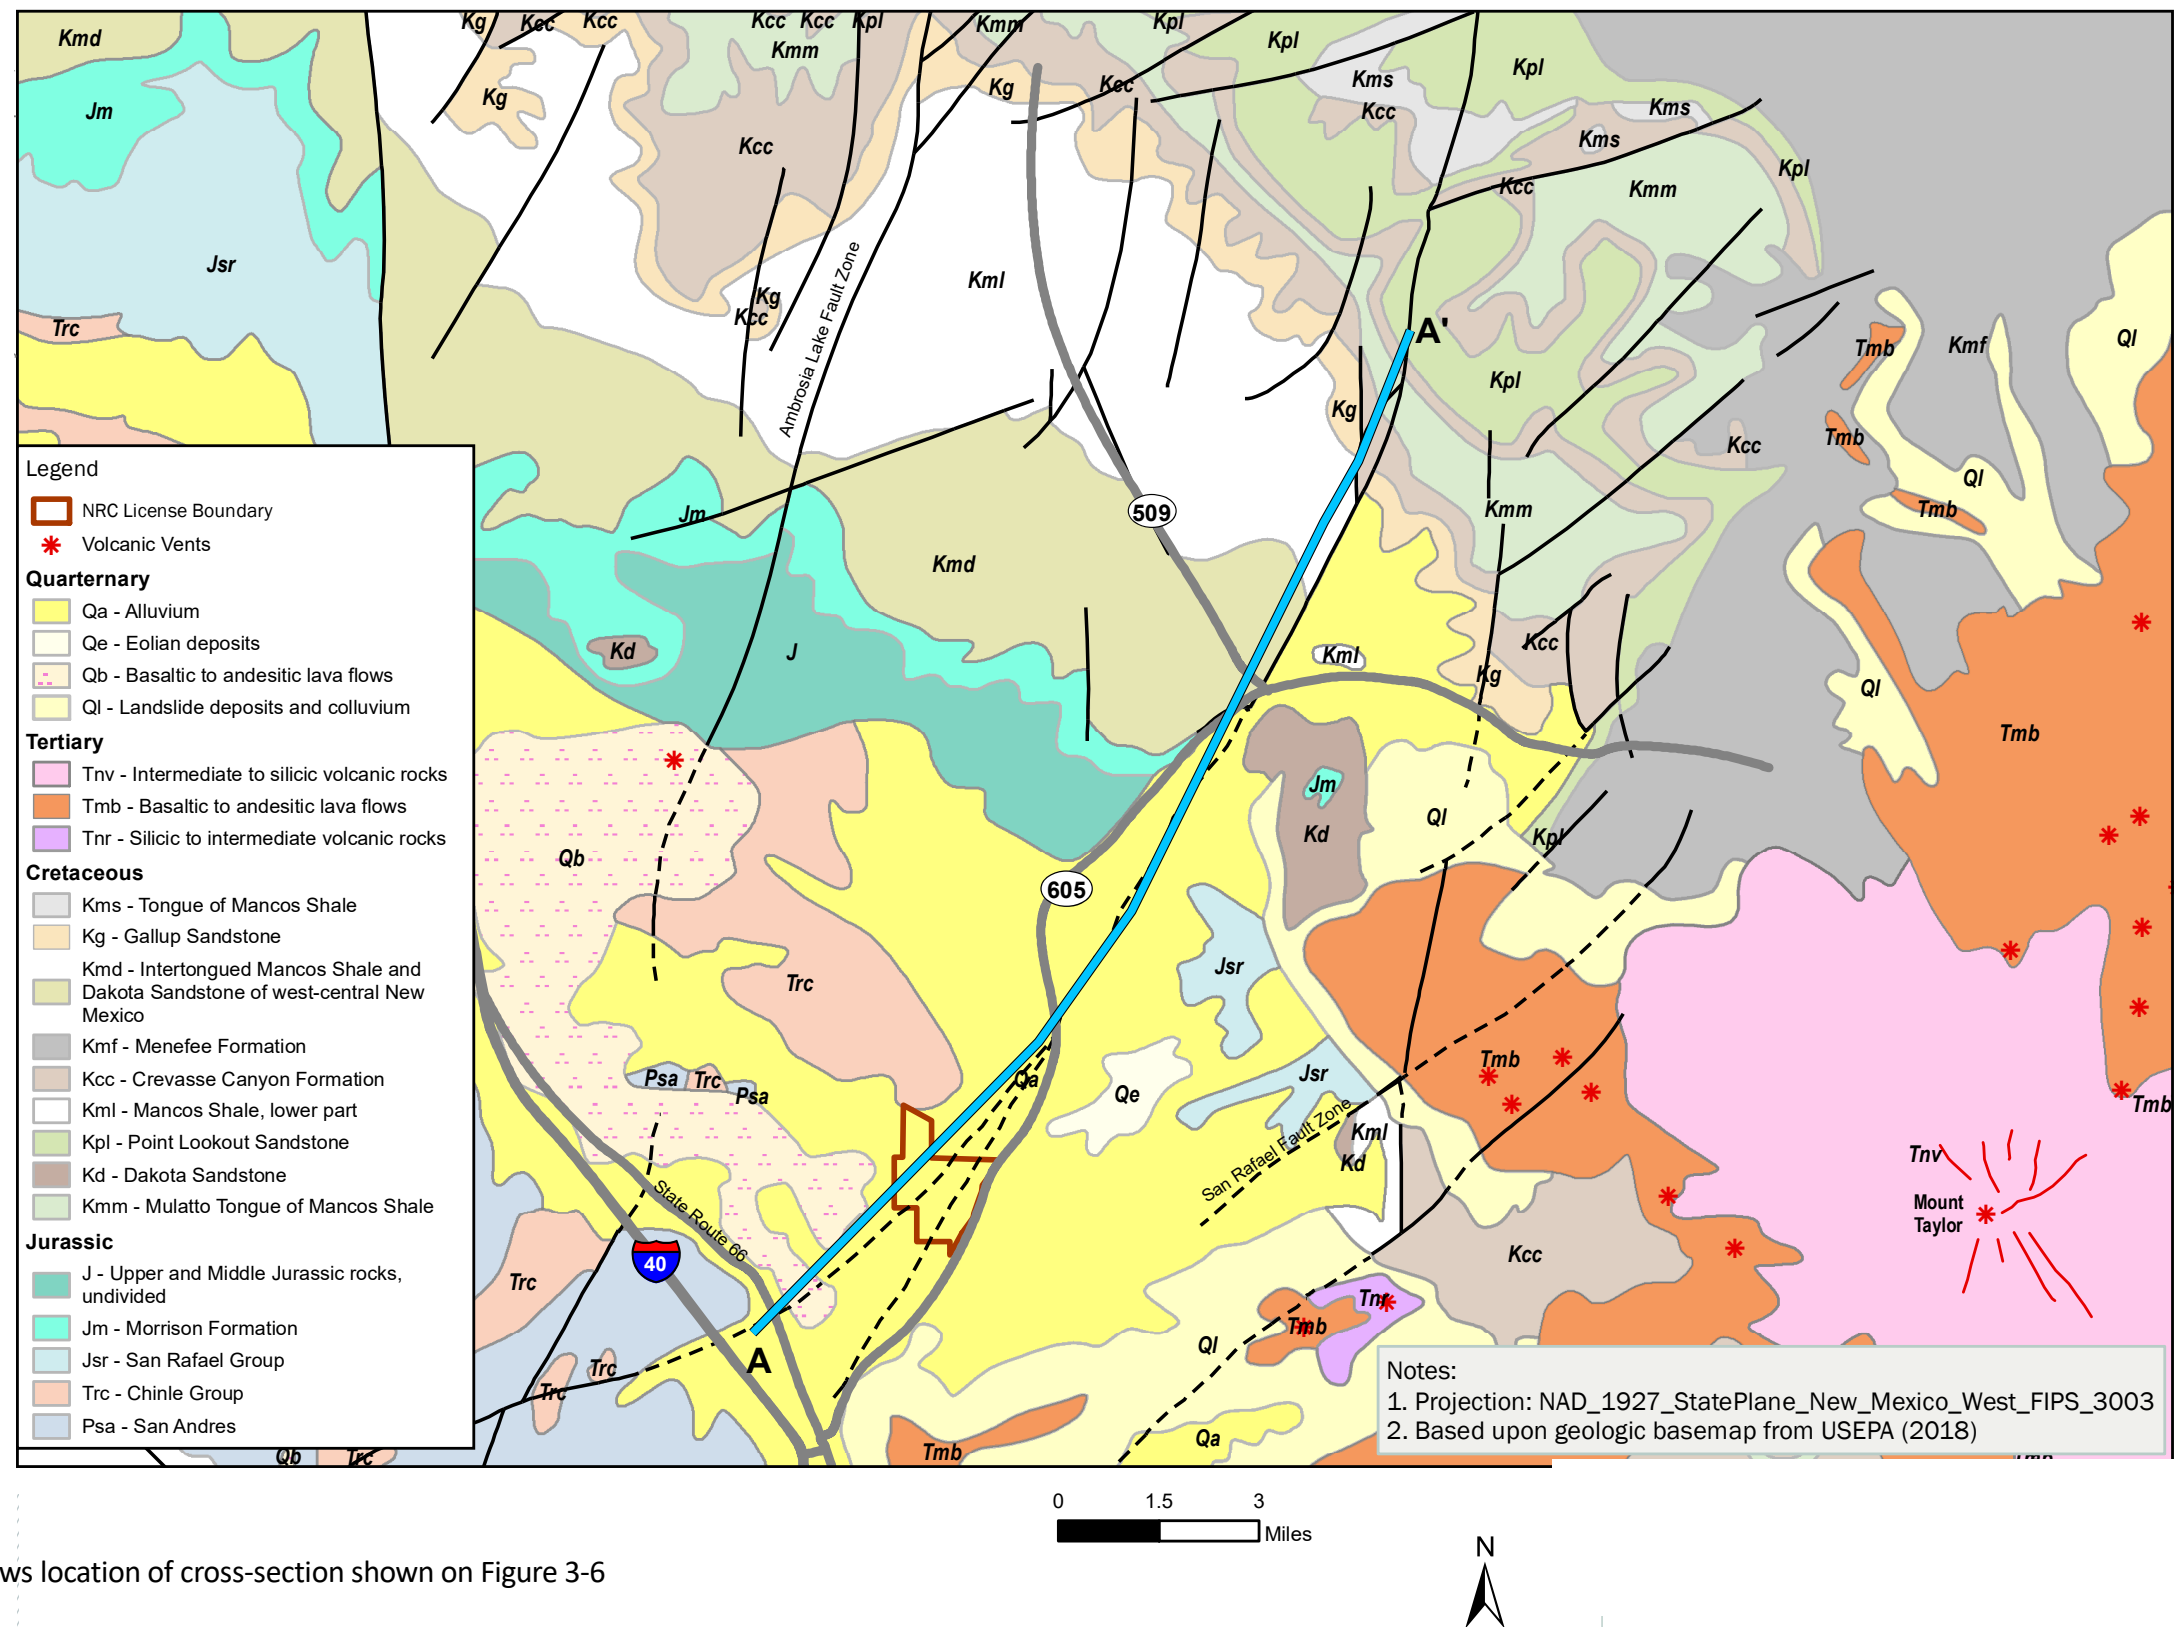 Kg
Kcc
Kcc
Kcc
Kcc
Kpl
Kmm
Kpl
Kmd
Kmm
Kpl
Kpl
Kms
Kg
Kcc
Kg
Kcc
Kms
Jm
Kcc
Kms
Kcc
Kpl
Kcc
Kmm
Jsr
Kml
Kg
Kcc
Trc
Ambrosia Lake Fault Zone
A'
Tmb
Kmf
Ql
Kpl
Kg
Tmb
Kcc
Ql
Jm
509
Kmm
Tmb
Kmd
Kd
J
Kml
Kcc
Kg
Ql
Tmb
Jm
Ql
Kd
Kpl
Qb
605
Jsr
Trc
Tmb
Psa
Trc
Psa
Qa
Qe
Jsr
Tmb
San Rafael Fault Zone
Kml
Kd
Tnv
Mount
Taylor
State Route 66
40
Kcc
Trc
Tnr
Tmb
Ql
A
Trc
Trc
Qa
Tmb
Qb
Trc
Legend
NRC License Boundary
Volcanic Vents
Quarternary
Qa - Alluvium
Qe - Eolian deposits
Qb - Basaltic to andesitic lava flows
Ql - Landslide deposits and colluvium
Tertiary
Tnv - Intermediate to silicic volcanic rocks
Tmb - Basaltic to andesitic lava flows
Tnr - Silicic to intermediate volcanic rocks
Cretaceous
Kms - Tongue of Mancos Shale
Kg - Gallup Sandstone
Kmd - Intertongued Mancos Shale and
Dakota Sandstone of west-central New
Mexico
Kmf - Menefee Formation
Kcc - Crevasse Canyon Formation
Kml - Mancos Shale, lower part
Kpl - Point Lookout Sandstone
Kd - Dakota Sandstone
Kmm - Mulatto Tongue of Mancos Shale
Jurassic
J - Upper and Middle Jurassic rocks,
undivided
Jm - Morrison Formation
Jsr - San Rafael Group
Trc - Chinle Group
Psa - San Andres
Notes:
1. Projection: NAD_1927_StatePlane_New_Mexico_West_FIPS_3003
2. Based upon geologic basemap from USEPA (2018)
0 1.5 3
Miles
N
ws location of cross-section shown on Figure 3-6